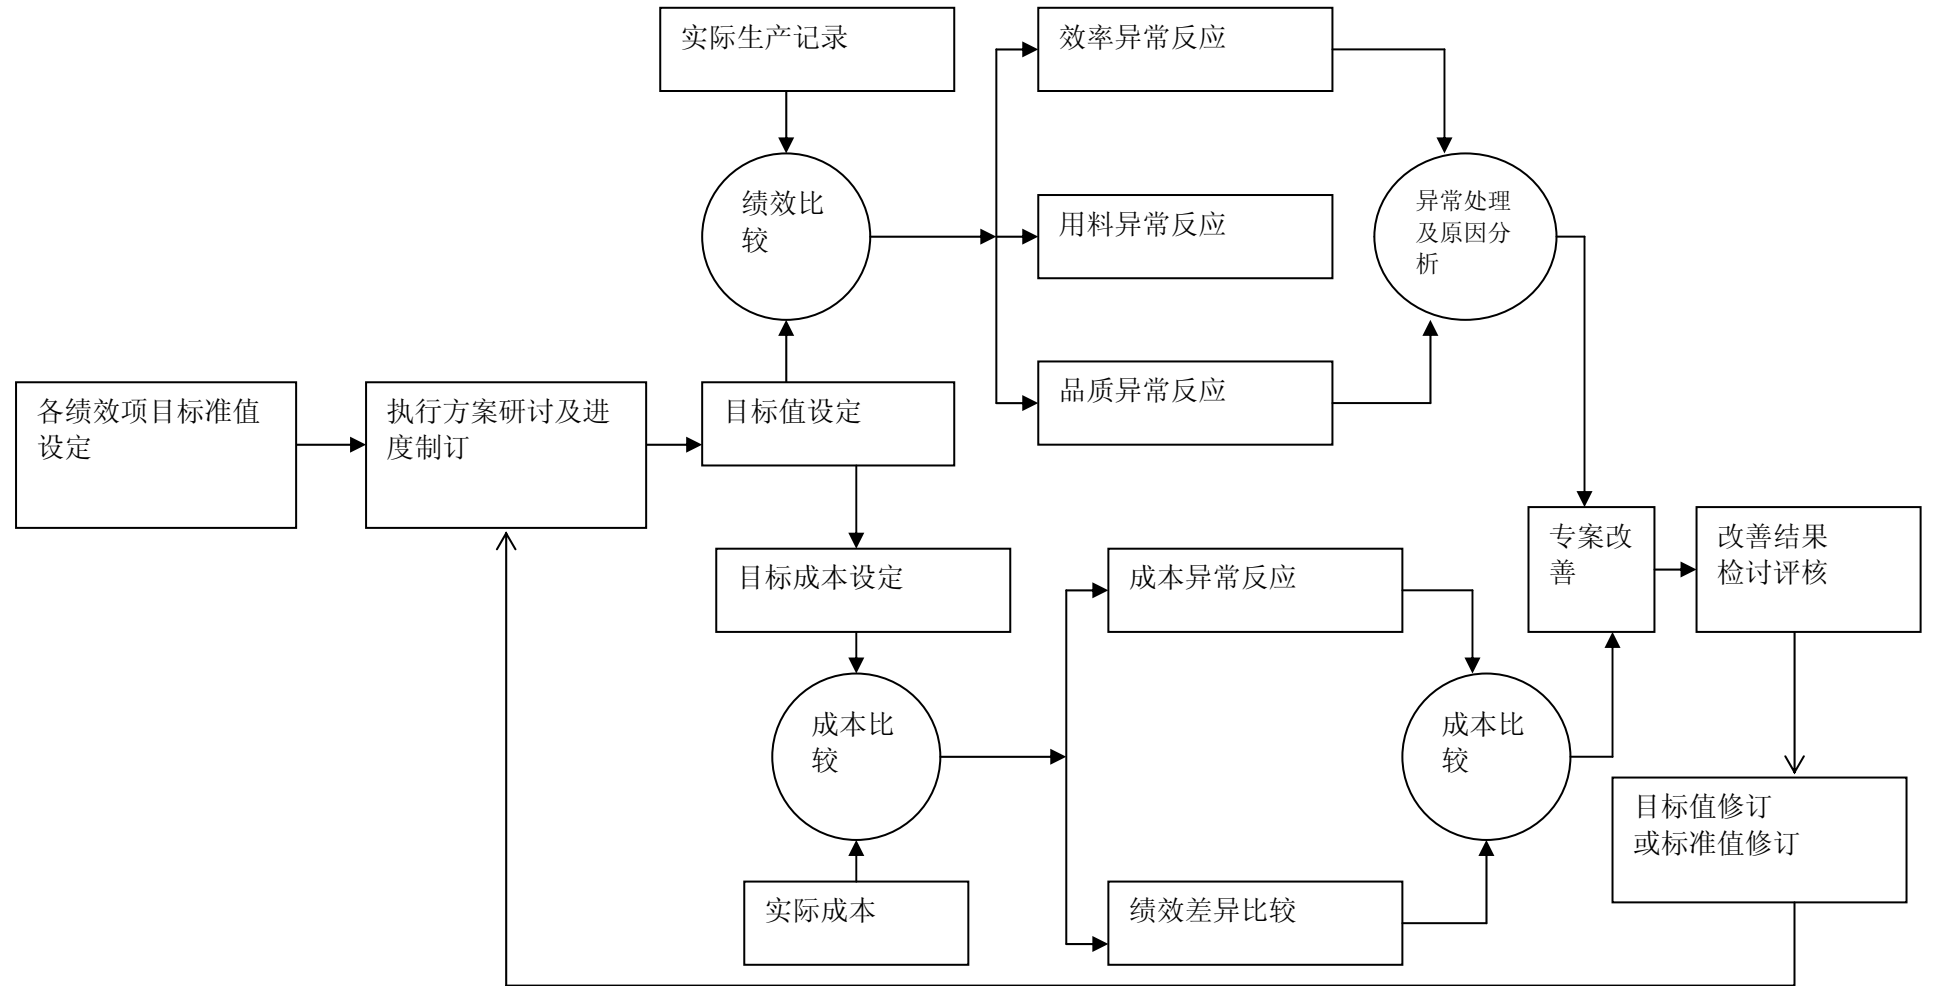 实际生产记录
效率异常反应
绩效比
较
用料异常反应
异常处理
及原因分
析
品质异常反应
各绩效项目标准值
设定
执行方案研讨及进
度制订
目标值设定
目标成本设定
成本异常反应
专案改
善
改善结果
检讨评核
成本比
较
成本比
较
目标值修订
或标准值修订
实际成本
绩效差异比较